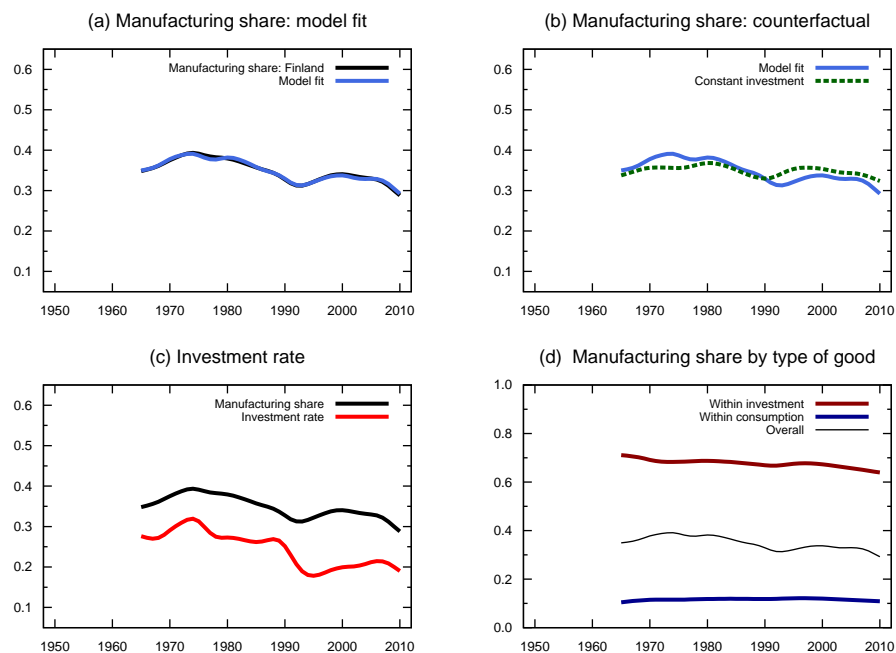 (a) Manufacturing share: model fit
0.6
0.5
0.4
0.3
0.2
0.1
Manufacturing share: Finland
Model fit
1950 1960 1970 1980 1990 2000 2010
(b) Manufacturing share: counterfactual
0.6
0.5
0.4
0.3
0.2
0.1
Model fit
Constant investment
1950 1960 1970 1980 1990 2000 2010
(c) Investment rate
0.6
0.5
0.4
0.3
0.2
0.1
Manufacturing share
Investment rate
1950 1960 1970 1980 1990 2000 2010
(d) Manufacturing share by type of good
1.0
0.8
0.6
0.4
0.2
0.0
Within investment
Within consumption
Overall
1950 1960 1970 1980 1990 2000 2010